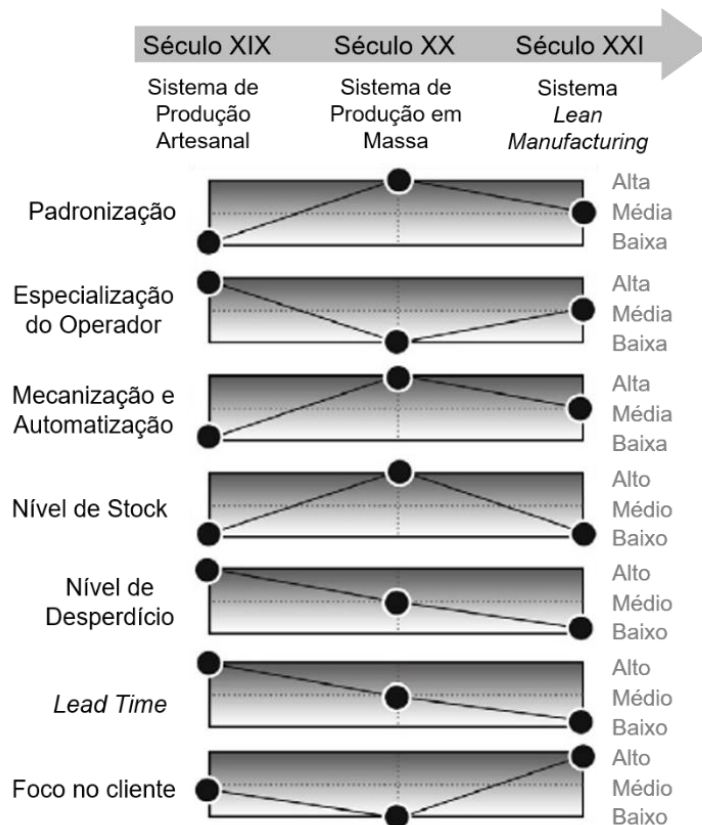 Século XIX
Século XX
Século XXI
Sistema de
Produção
Artesanal
Sistema de
Produção em
Massa
Sistema
Lean
Manufacturing
Padronização
Alta
Média
Baixa
Especialização
do Operador
Alta
Média
Baixa
Mecanização e
Automatização
Alta
Média
Baixa
Nível de Stock
Alto
Médio
Baixo
Nível de
Desperdício
Alto
Médio
Baixo
Lead Time
Alto
Médio
Baixo
Foco no cliente
Alto
Médio
Baixo